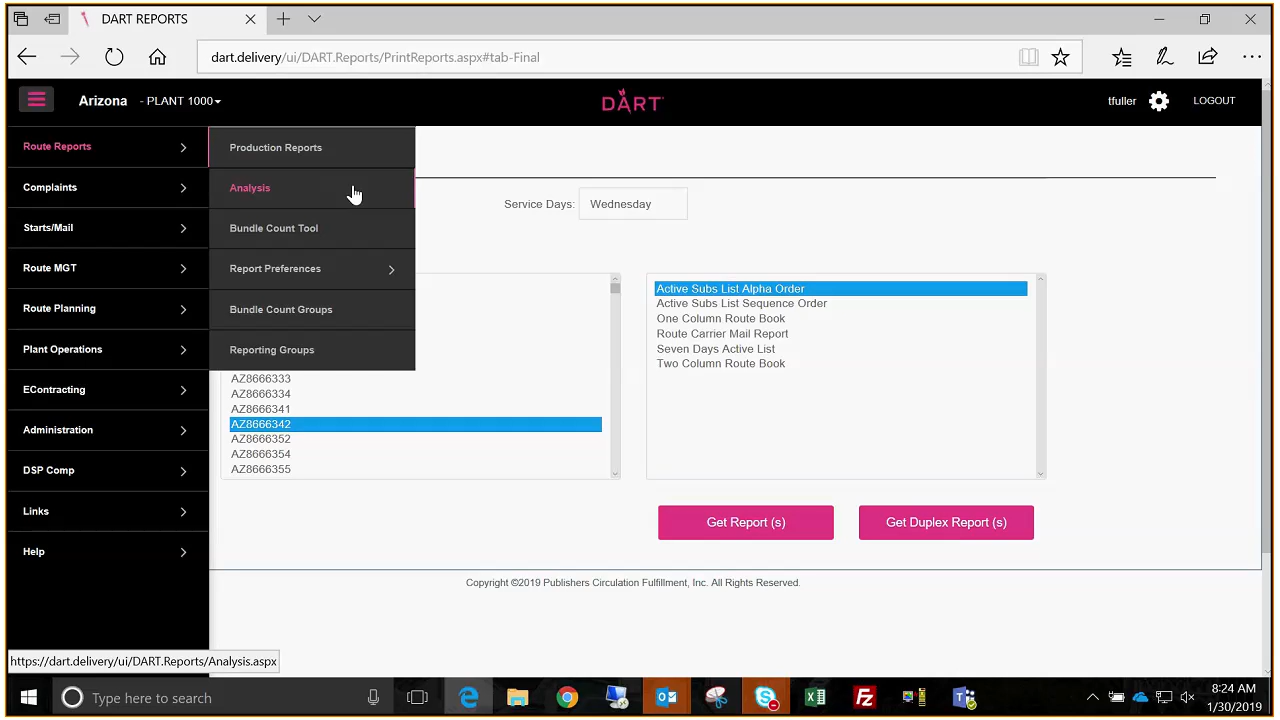 DART REPORTS
dart.delivery/ui/DART.Reports/PrintReports.aspx#tab-Final
Arizona - PLANT 1000
DART
tfuller
LOGOUT
Route Reports
Complaints
Starts/Mail
Route MGT
Route Planning
Plant Operations
EContracting
Administration
DSP Comp
Links
Help
Production Reports
Analysis
Bundle Count Tool
Report Preferences
Bundle Count Groups
Reporting Groups
Service Days: Wednesday
AZ8666333
AZ8666334
AZ8666341
AZ8666342
AZ8666352
AZ8666354
AZ8666355
Active Subs List Alpha Order
Active Subs List Sequence Order
One Column Route Book
Route Carrier Mail Report
Seven Days Active List
Two Column Route Book
Get Report (s)
Get Duplex Report (s)
Copyright ©2019 Publishers Circulation Fulfillment, Inc. All Rights Reserved.
https://dart.delivery/ui/DART.Reports/Analysis.aspx
Type here to search
8:24 AM
1/30/2019